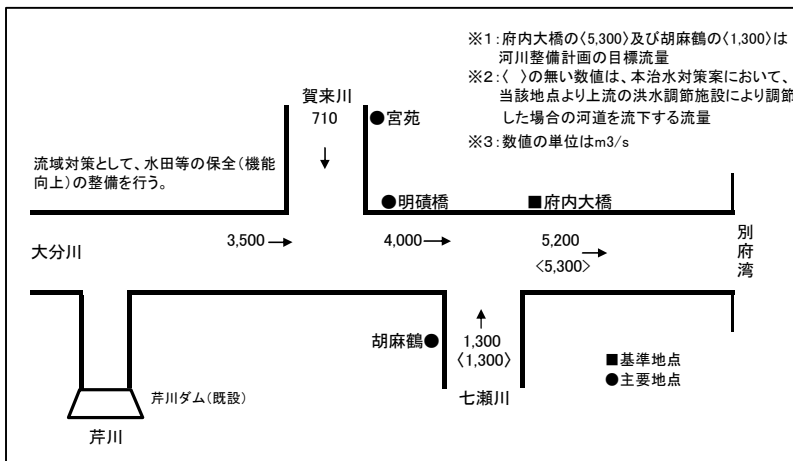 ※1：府内大橋の〈5,300〉及び胡麻鶴の〈1,300〉は
河川整備計画の目標流量
※2：〈　〉の無い数値は、本治水対策案において、
当該地点より上流の洪水調節施設により調節
した場合の河道を流下する流量
※3：数値の単位はm3/s
賀来川
710
●宮苑
流域対策として、水田等の保全（機能
向上）の整備を行う。
●明磧橋
■府内大橋
大分川
3,500
4,000
5,200
〈5,300〉
別府湾
胡麻鶴●
1,300
〈1,300〉
七瀬川
■基準地点
●主要地点
芹川ダム（既設）
芹川